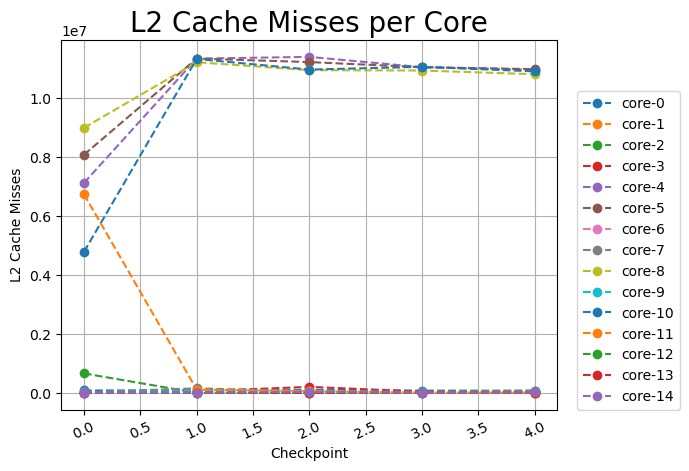 L2 Cache Misses per Core
1e7
1.0
0.8
0.6
0.4
0.2
0.0
L2 Cache Misses
0.0 0.5 1.0 1.5 2.0 2.5 3.0 3.5 4.0
Checkpoint
core-0
core-1
core-2
core-3
core-4
core-5
core-6
core-7
core-8
core-9
core-10
core-11
core-12
core-13
core-14